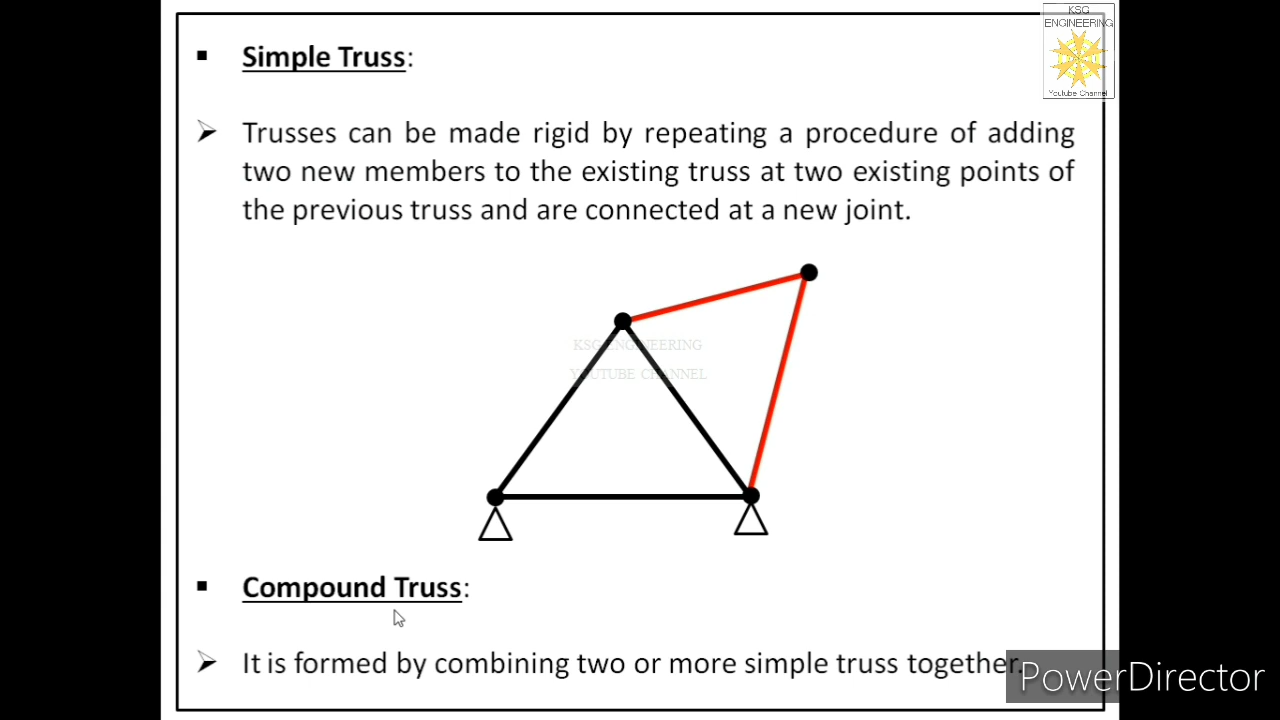 KSG
ENGINEERING
Youtube Channel
▪ Simple Truss:
➢ Trusses can be made rigid by repeating a procedure of adding
two new members to the existing truss at two existing points of
the previous truss and are connected at a new joint.
KSG ENGINEERING
YOUTUBE CHANNEL
▪ Compound Truss:
➢ It is formed by combining two or more simple truss together.
PowerDirector